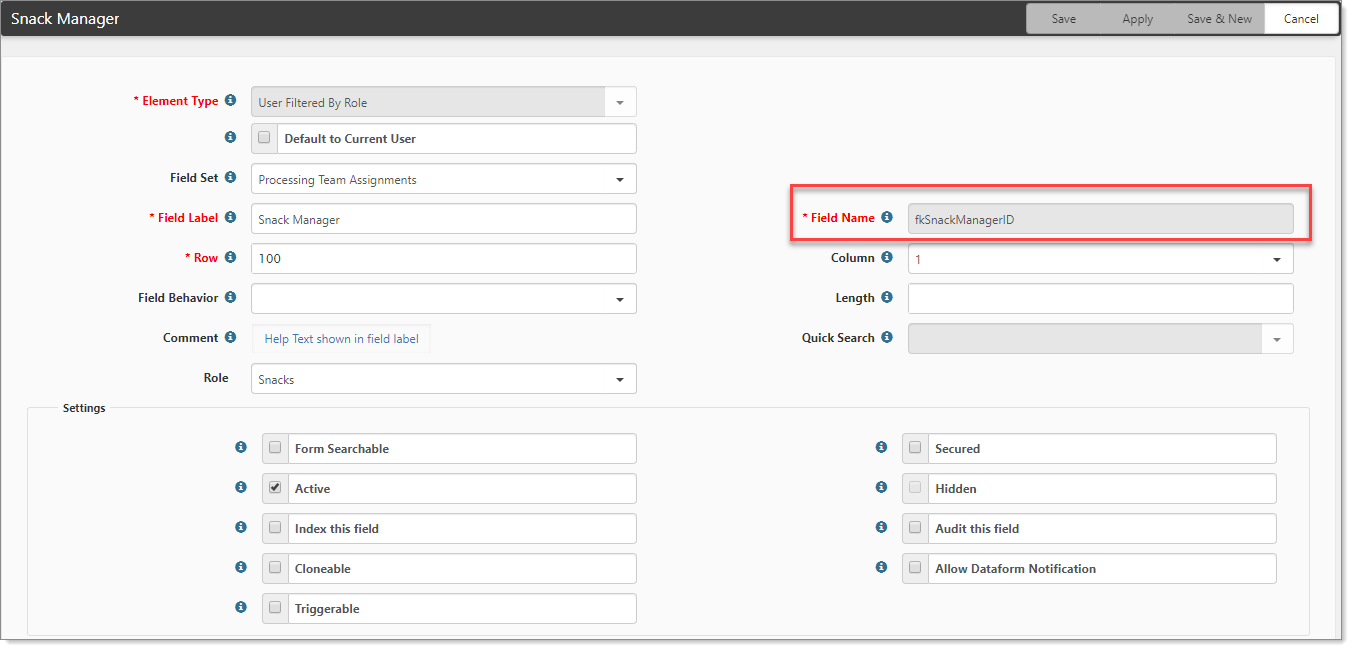 Snack Manager
Save Apply Save & New Cancel
* Element Type User Filtered By Role
Default to Current User
Field Set Processing Team Assignments
* Field Label Snack Manager * Field Name fkSnackManagerID
* Row 100 Column 1
Field Behavior Length
Comment Help Text shown in field label Quick Search
Role Snacks
Settings
Form Searchable Secured
Active Hidden
Index this field Audit this field
Cloneable Allow Dataform Notification
Triggerable